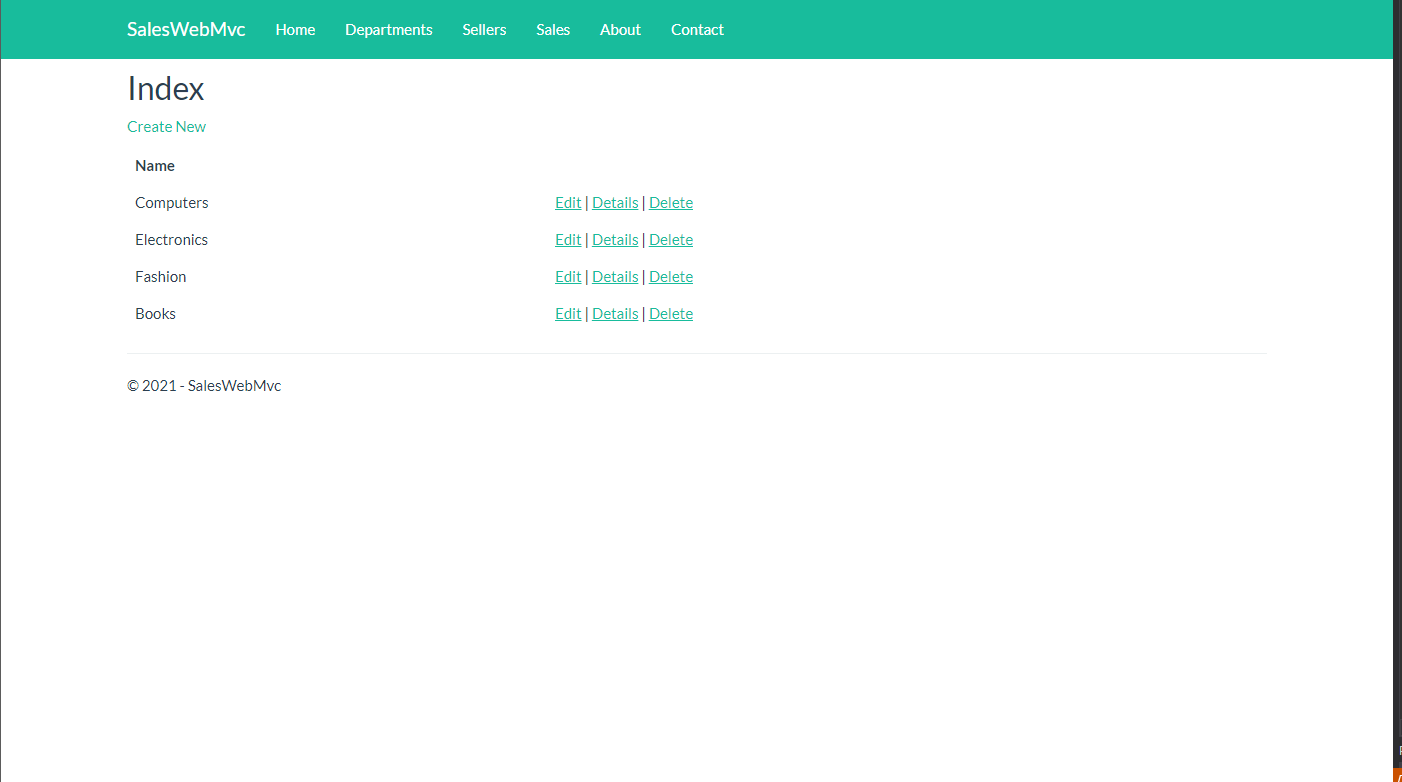 SalesWebMvc Home Departments Sellers Sales About Contact
Index
Create New
Name
Computers Edit | Details | Delete
Electronics Edit | Details | Delete
Fashion Edit | Details | Delete
Books Edit | Details | Delete
© 2021 - SalesWebMvc